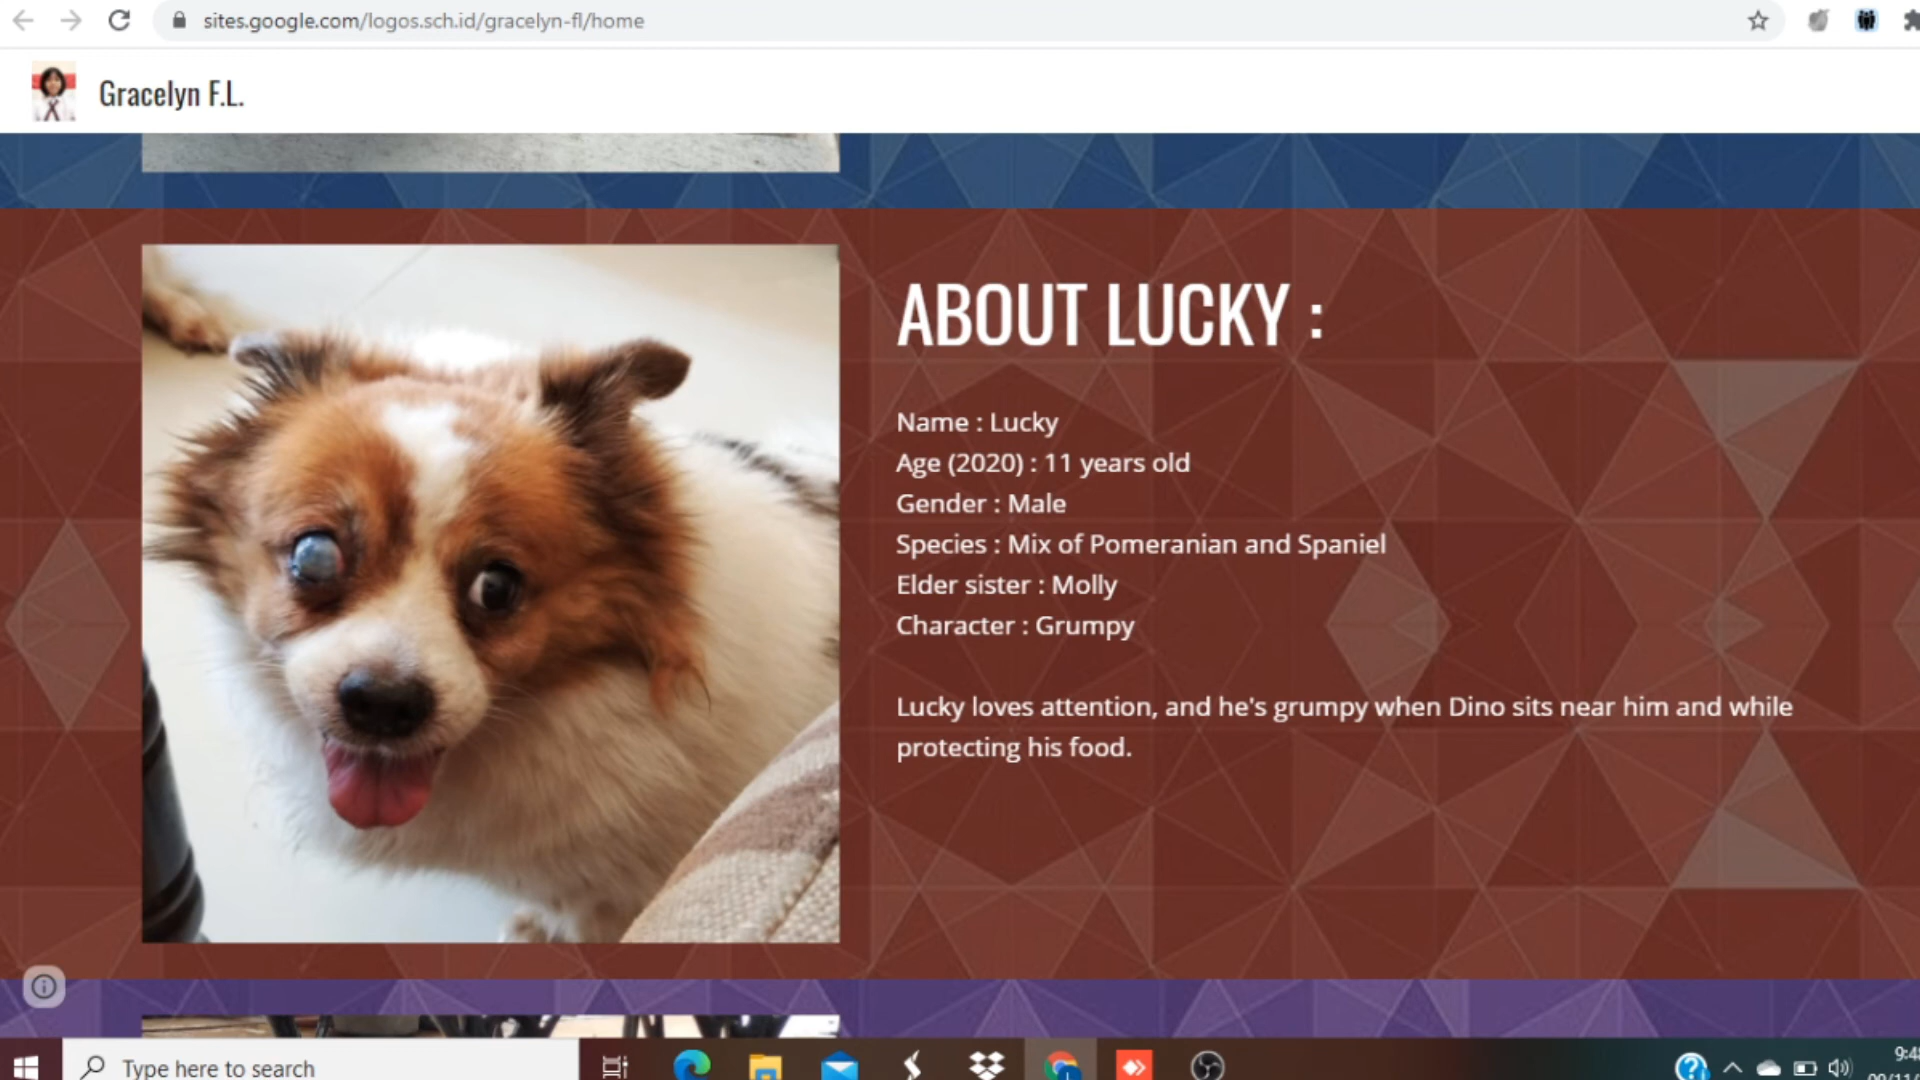 sites.google.com/logos.sch.id/gracelyn-fl/home
Gracelyn F.L.
ABOUT LUCKY :
Name : Lucky
Age (2020) : 11 years old
Gender : Male
Species : Mix of Pomeranian and Spaniel
Elder sister : Molly
Character : Grumpy
Lucky loves attention, and he's grumpy when Dino sits near him and while
protecting his food.
Type here to search